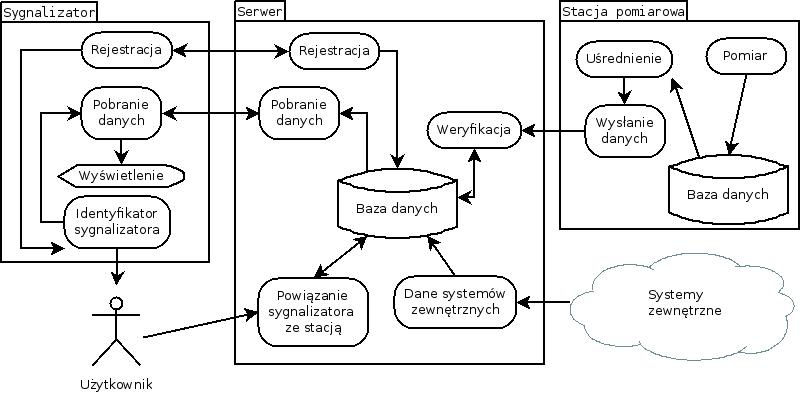 Sygnalizator
Rejestracja
Pobranie
danych
Wyświetlenie
Identyfikator
sygnalizatora
Użytkownik
Serwer
Rejestracja
Pobranie
danych
Weryfikacja
Baza danych
Powiązanie
sygnalizatora
ze stacją
Dane systemów
zewnętrznych
Stacja pomiarowa
Uśrednienie
Pomiar
Wysłanie
danych
Baza danych
Systemy
zewnętrzne